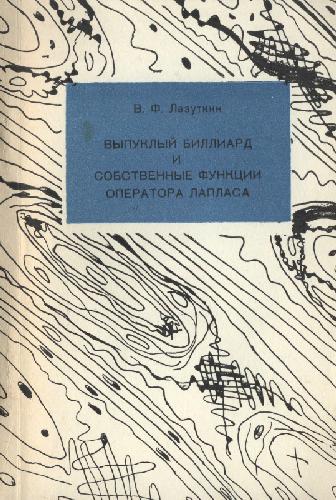 В. Ф. Лазуткин
ВЫПУКЛЫЙ БИЛЛИАРД
И
СОБСТВЕННЫЕ ФУНКЦИИ
ОПЕРАТОРА ЛАПЛАСА